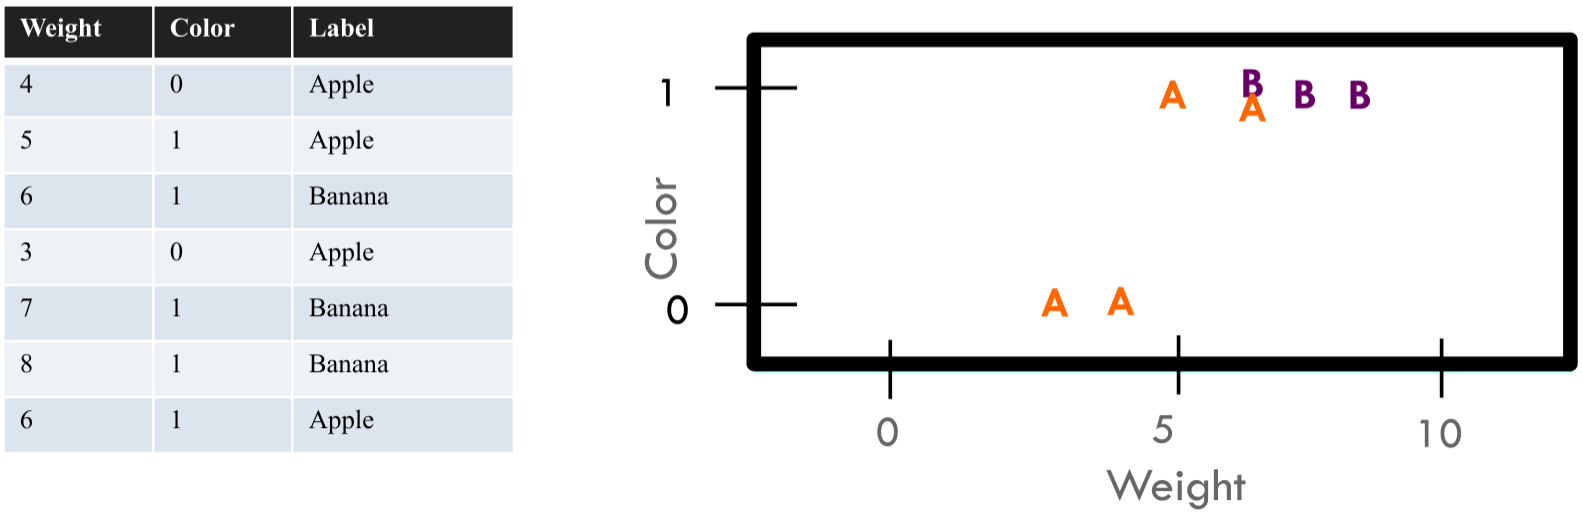 Weight Color Label
4 0 Apple
5 1 Apple
6 1 Banana
3 0 Apple
7 1 Banana
8 1 Banana
6 1 Apple
1
Color
0
A B B B
A
A A
0 5 10
Weight